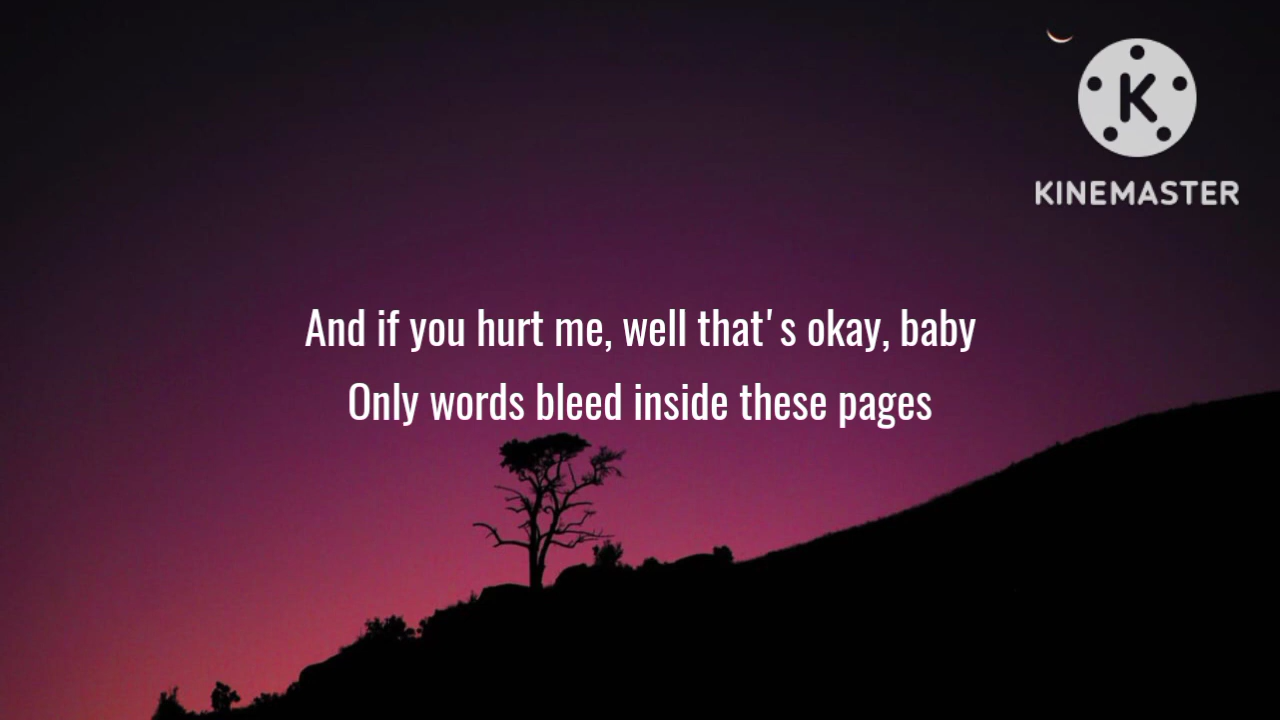 K
KINEMASTER
And if you hurt me, well that's okay, baby
Only words bleed inside these pages